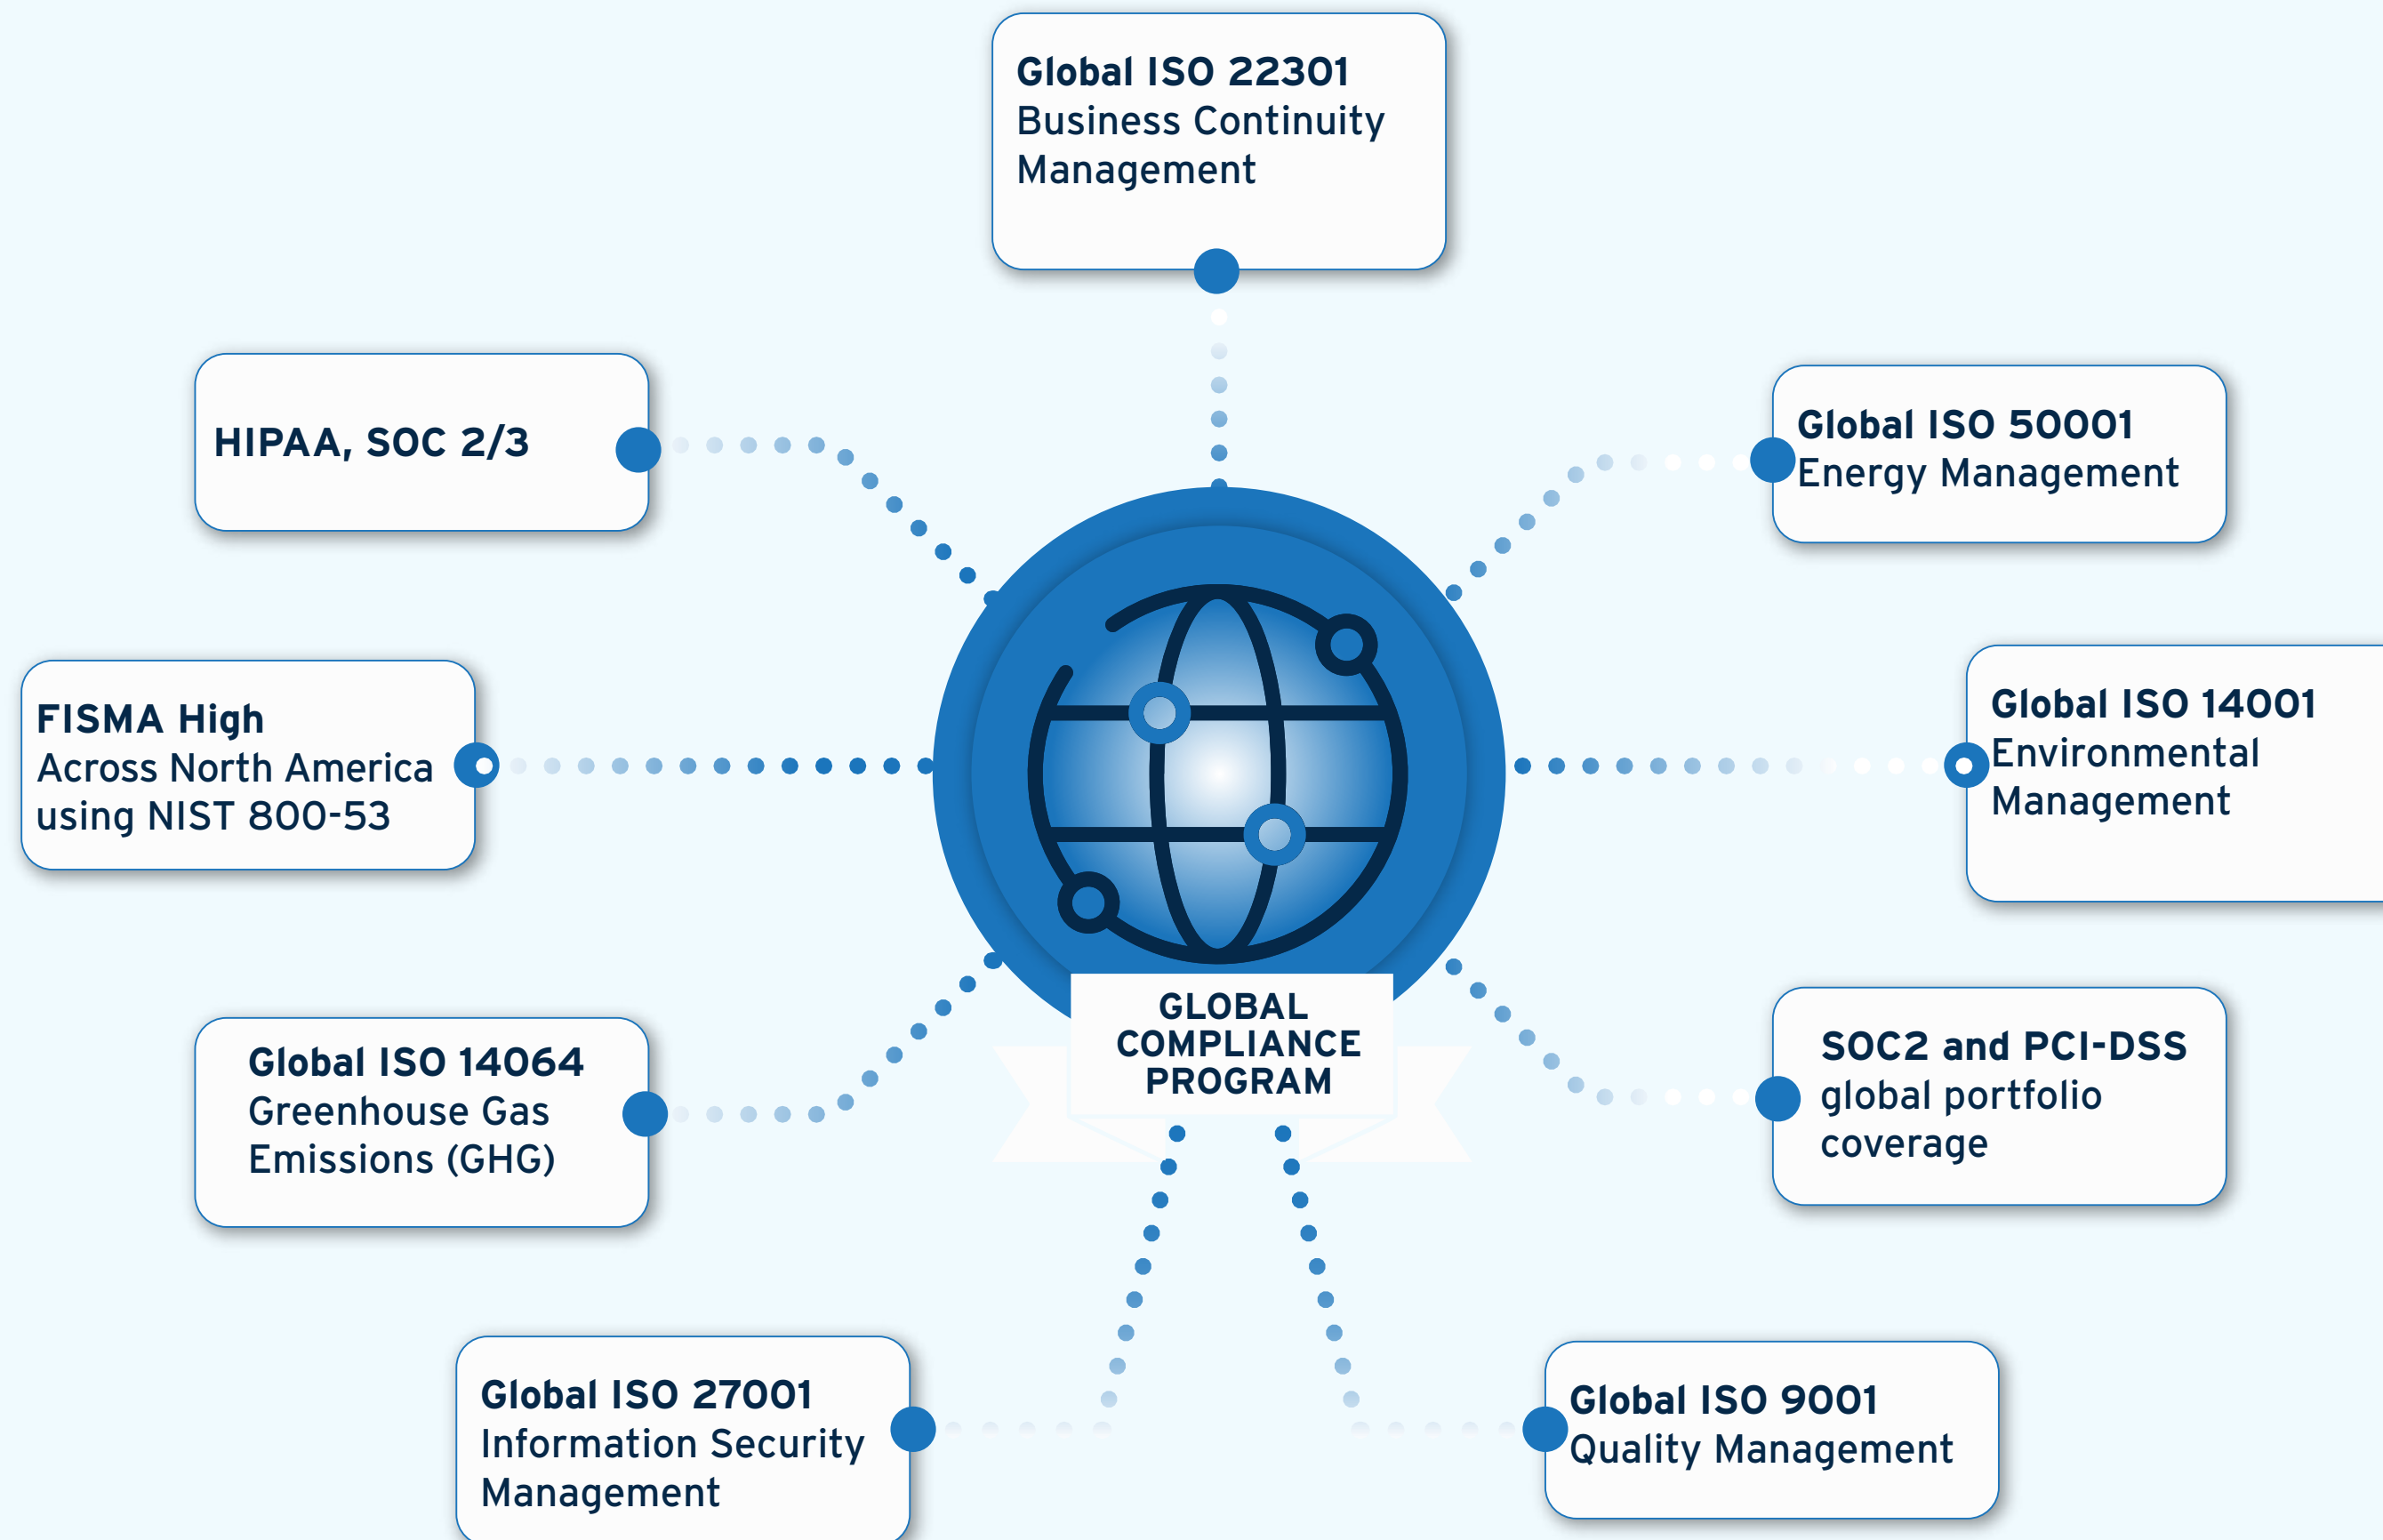 Global ISO 22301
Business Continuity
Management
HIPAA, SOC 2/3
Global ISO 50001
Energy Management
FISMA High
Across North America
using NIST 800-53
Global ISO 14001
Environmental
Management
GLOBAL
COMPLIANCE
PROGRAM
Global ISO 14064
Greenhouse Gas
Emissions (GHG)
SOC2 and PCI-DSS
global portfolio
coverage
Global ISO 27001
Information Security
Management
Global ISO 9001
Quality Management